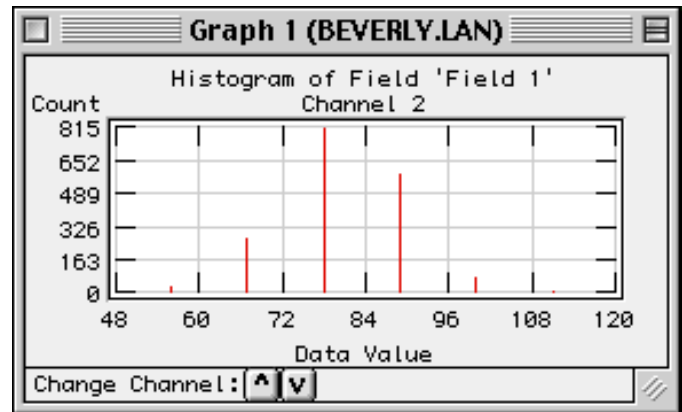 Graph 1 (BEVERLY.LAN)
Histogram of Field 'Field 1'
Count
Channel 2
815
652
489
326
163
0
48 60 72 84 96 108 120
Data Value
Change Channel: ^ v